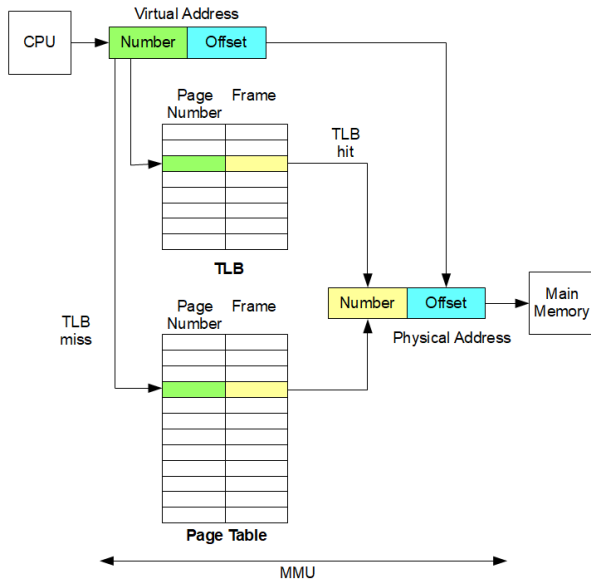 Virtual Address
CPU
Number
Offset
Page
Number
Frame
TLB
hit
TLB
TLB
miss
Page
Number
Frame
Number
Offset
Main
Memory
Physical Address
Page Table
MMU